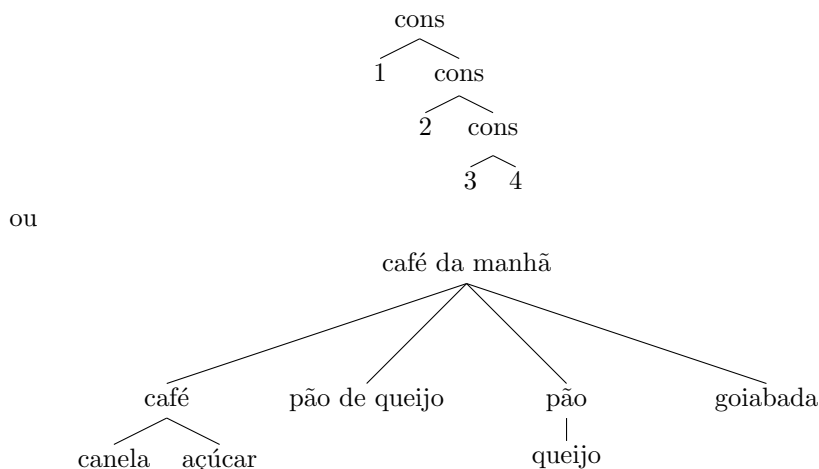 cons
1 cons
2 cons
3 4
ou
café da manhã
café pão de queijo pão goiabada
canela açúcar queijo